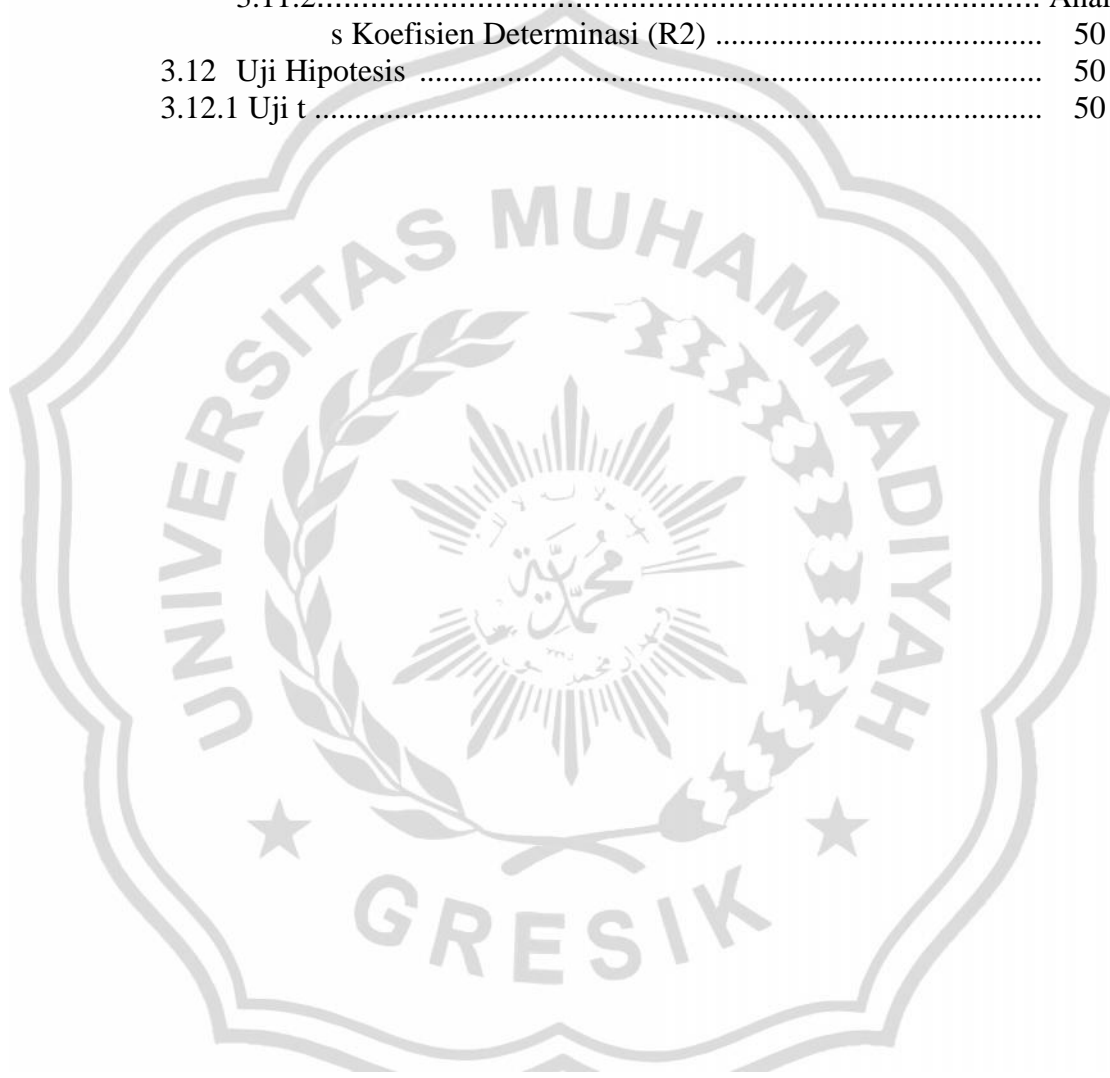 3.11.2.................................................................................... Anal
s Koefisien Determinasi (R2) ...................................... 50
3.12 Uji Hipotesis ......................................................................... 50
3.12.1 Uji t ..................................................................................... 50
UNIVERSITAS MUHAMMADIYAH
GRESIK